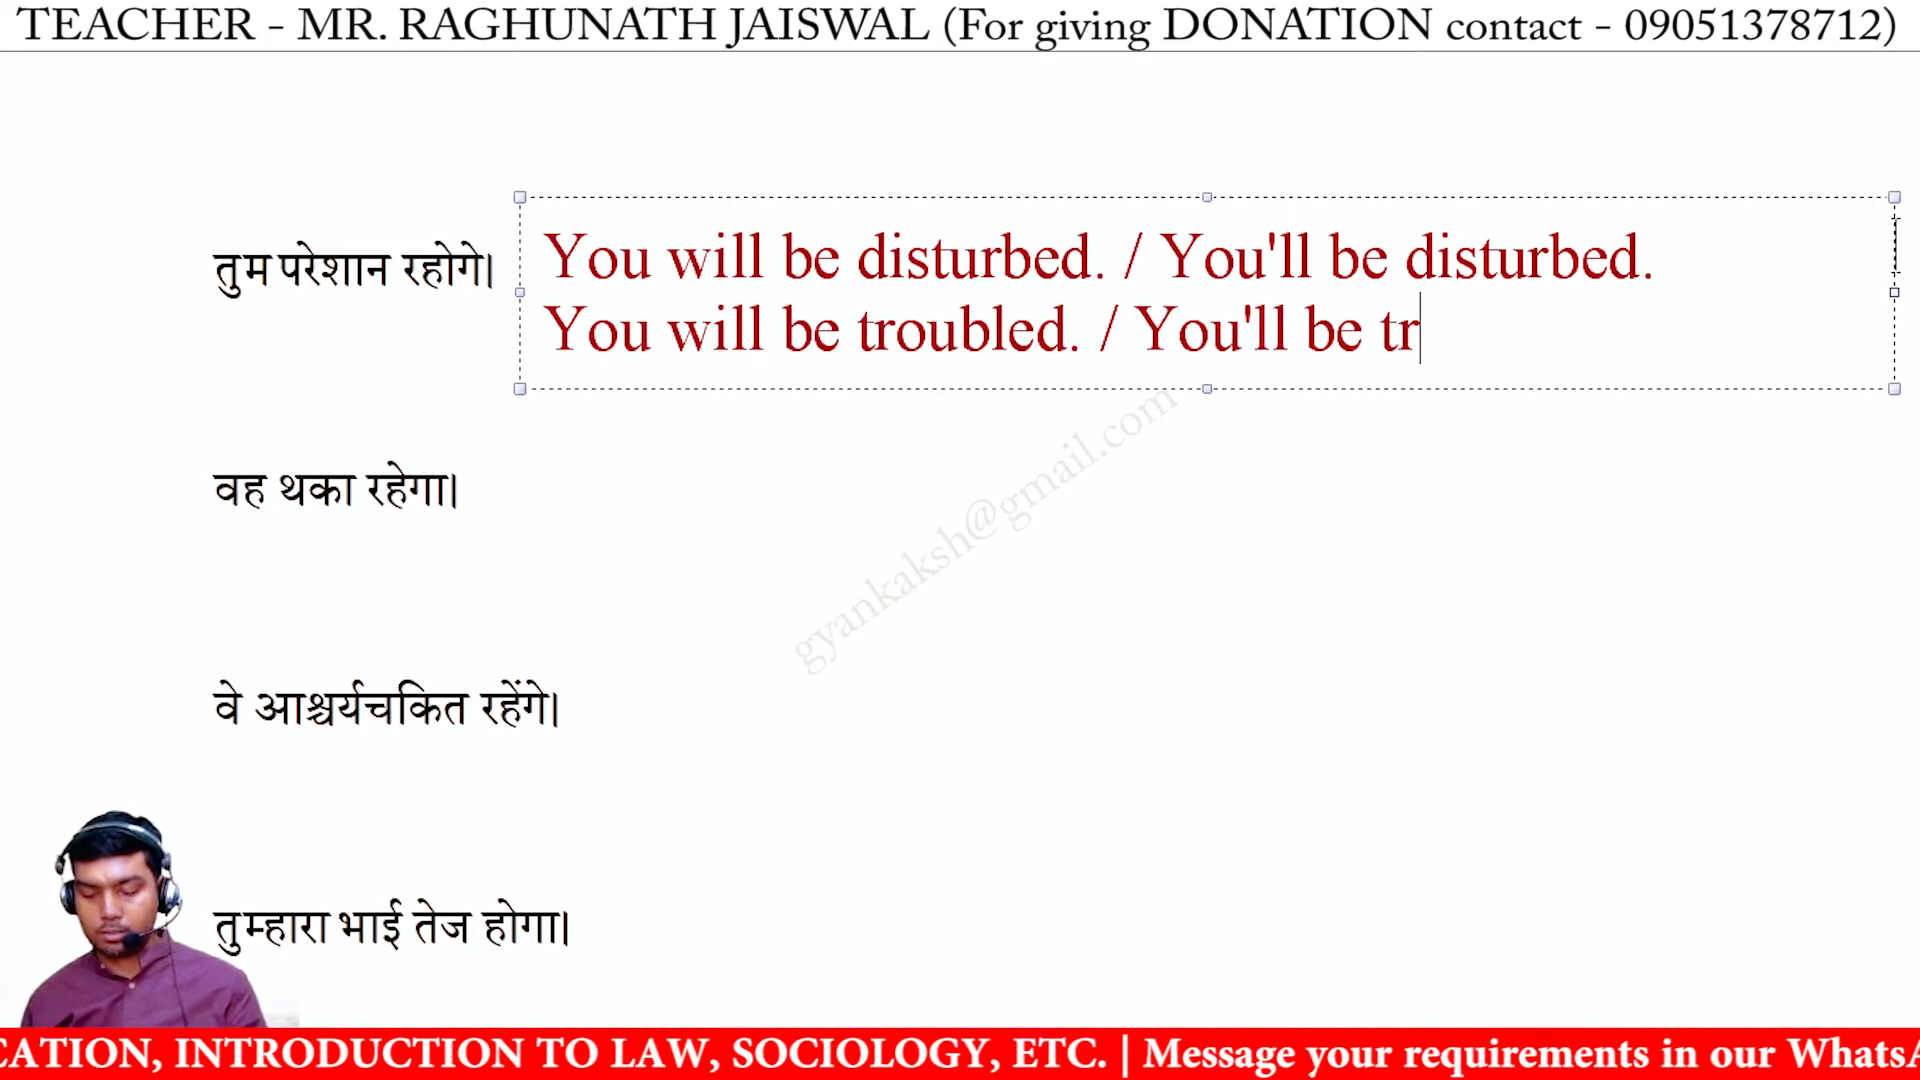 TEACHER - MR. RAGHUNATH JAISWAL (For giving DONATION contact - 09051378712)
तुम परेशान रहोगे।
You will be disturbed. / You'll be disturbed.
You will be troubled. / You'll be tr
gyankaksh@gmail.com
वह थका रहेगा।
वे आश्चर्यचकित रहेंगे।
तुम्हारा भाई तेज होगा।
CATION, INTRODUCTION TO LAW, SOCIOLOGY, ETC. | Message your requirements in our WhatsA